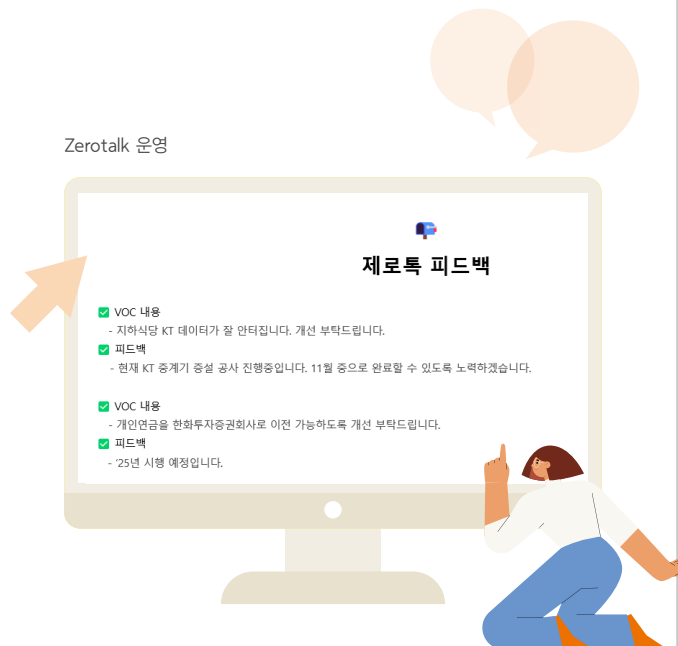 Zerotalk 운영
제로톡 피드백
VOC 내용
- 지하식당 KT 데이터가 잘 안터집니다. 개선 부탁드립니다.
피드백
- 현재 KT 중계기 증설 공사 진행중입니다. 11월 중으로 완료할 수 있도록 노력하겠습니다.
VOC 내용
- 개인연금을 한화투자증권회사로 이전 가능하도록 개선 부탁드립니다.
피드백
- '25년 시행 예정입니다.